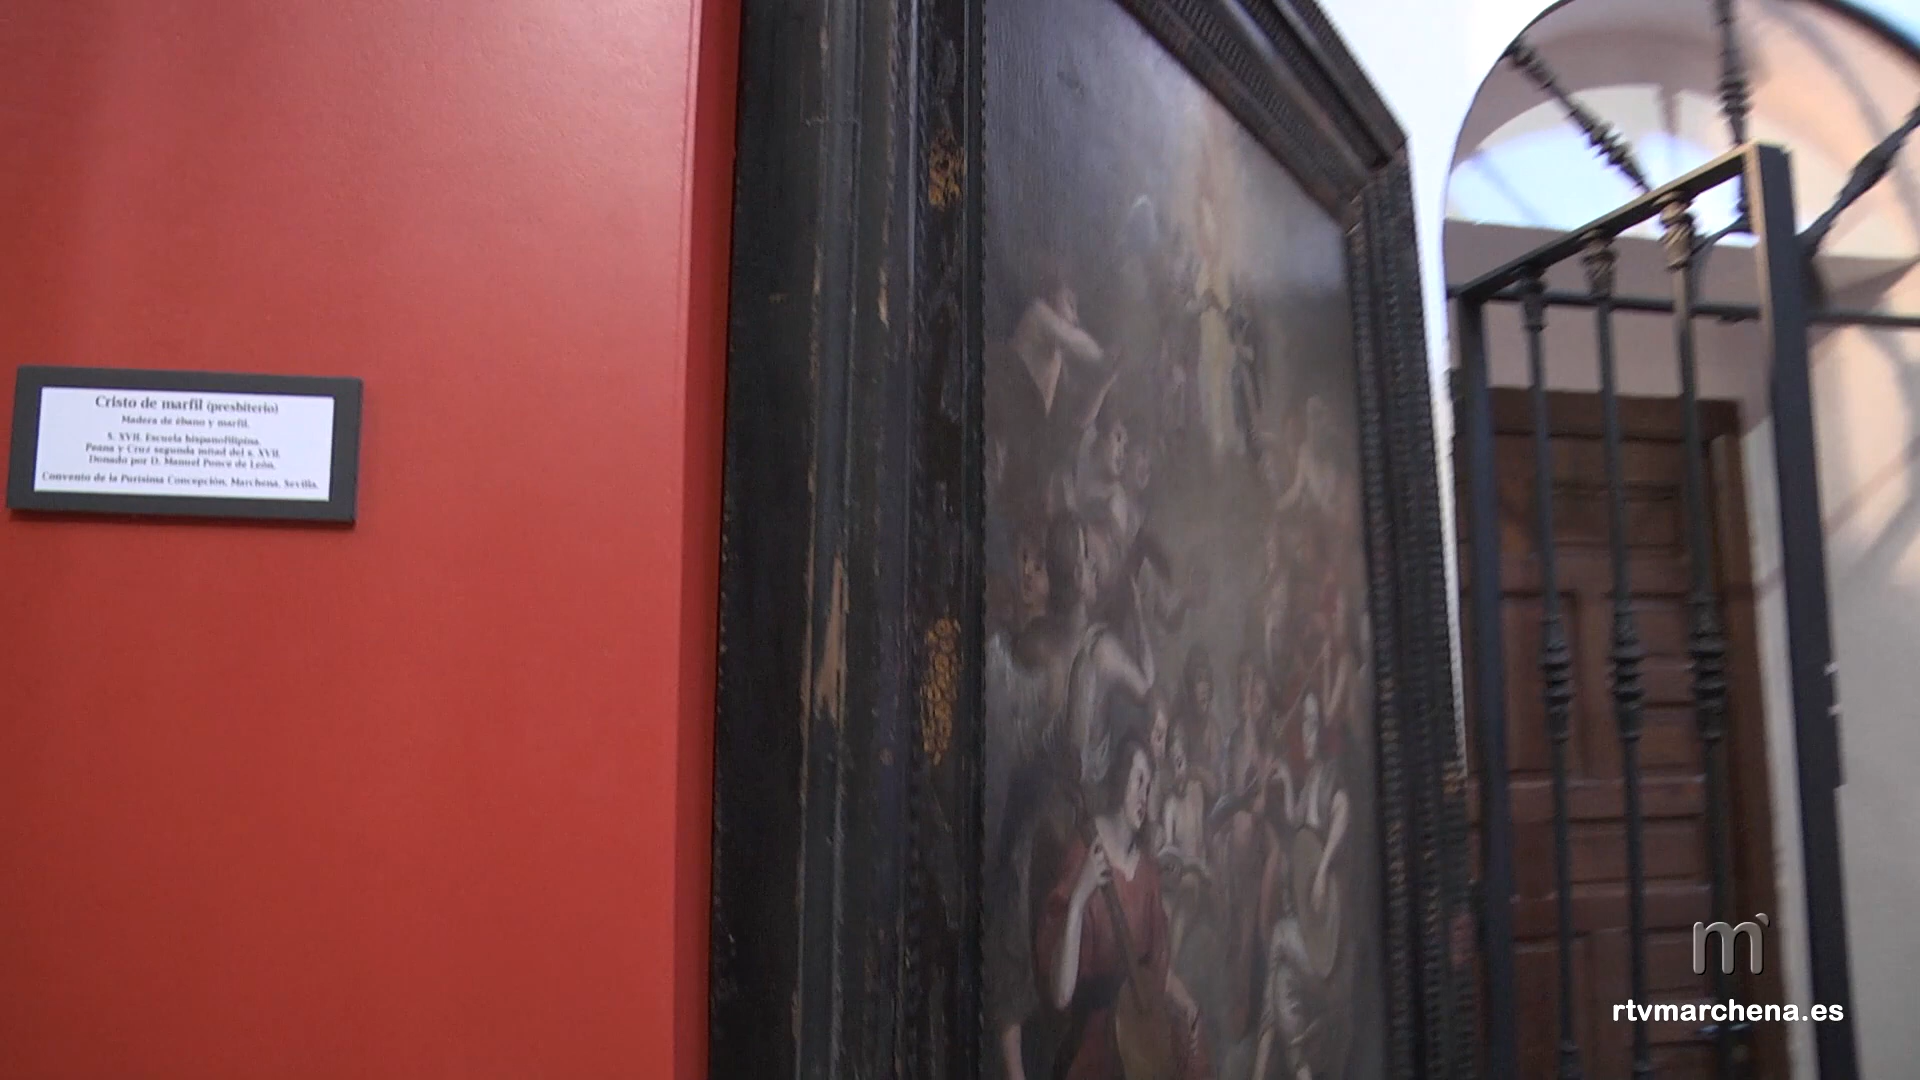 Cristo de marfil (presbiterio)
Madera de ébano y marfil.
S. XVII. Escuela hispanofilipina.
Peana y Cruz segunda mitad del s. XVII.
Donado por D. Manuel Ponce de León.
Convento de la Purísima Concepción, Marchena, Sevilla.
m
rtvmarchena.es